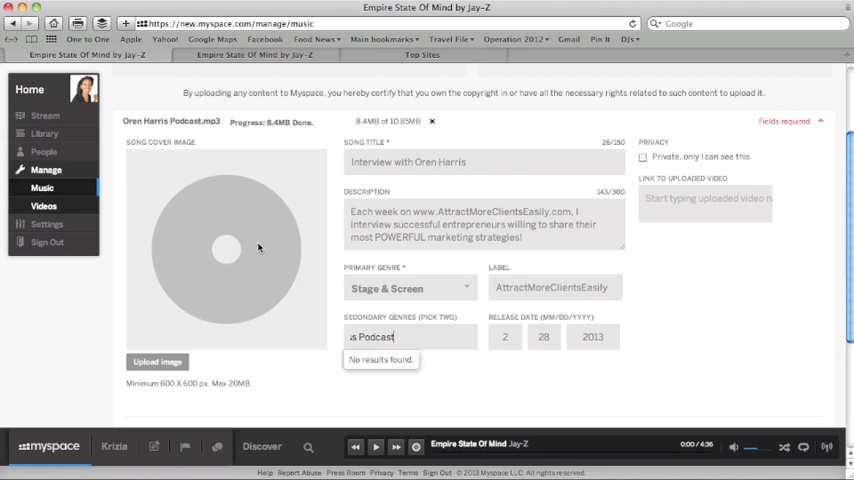 Empire State Of Mind by Jay-Z
https://new.myspace.com/manage/music
Google
One to One Apple Yahoo! Google Maps Facebook Food News Main bookmarks Travel File Operation 2012 Gmail Pin It DJs
Empire State Of Mind by Jay-Z Empire State Of Mind by Jay-Z Top Sites
Home
Stream
Library
People
Manage
Music
Videos
Settings
Sign Out
By uploading any content to Myspace, you hereby certify that you own the copyright in or have all the necessary rights related to such content to upload it.
Oren Harris Podcast.mp3 Progress: 8.4MB Done. 8.4MB of 10.85MB × Fields required
SONG COVER IMAGE
Upload image
Minimum 600 X 600 px. Max 20MB.
SONG TITLE * 26/150
Interview with Oren Harris
DESCRIPTION 143/300
Each week on www.AttractMoreClientsEasily.com, I
interview successful entrepreneurs willing to share their
most POWERFUL marketing strategies!
PRIMARY GENRE * LABEL
Stage & Screen AttractMoreClientsEasily
SECONDARY GENRES (PICK TWO) RELEASE DATE (MM/DD/YYYY)
ss Podcast 2 28 2013
No results found.
PRIVACY
Private, only I can see this
LINK TO UPLOADED VIDEO
Start typing uploaded video n
myspace Krizia Discover Empire State Of Mind Jay-Z 0:00 / 4:36
Help · Report Abuse · Press Room · Privacy · Terms · Sign Out · © 2013 Myspace LLC. All rights reserved.